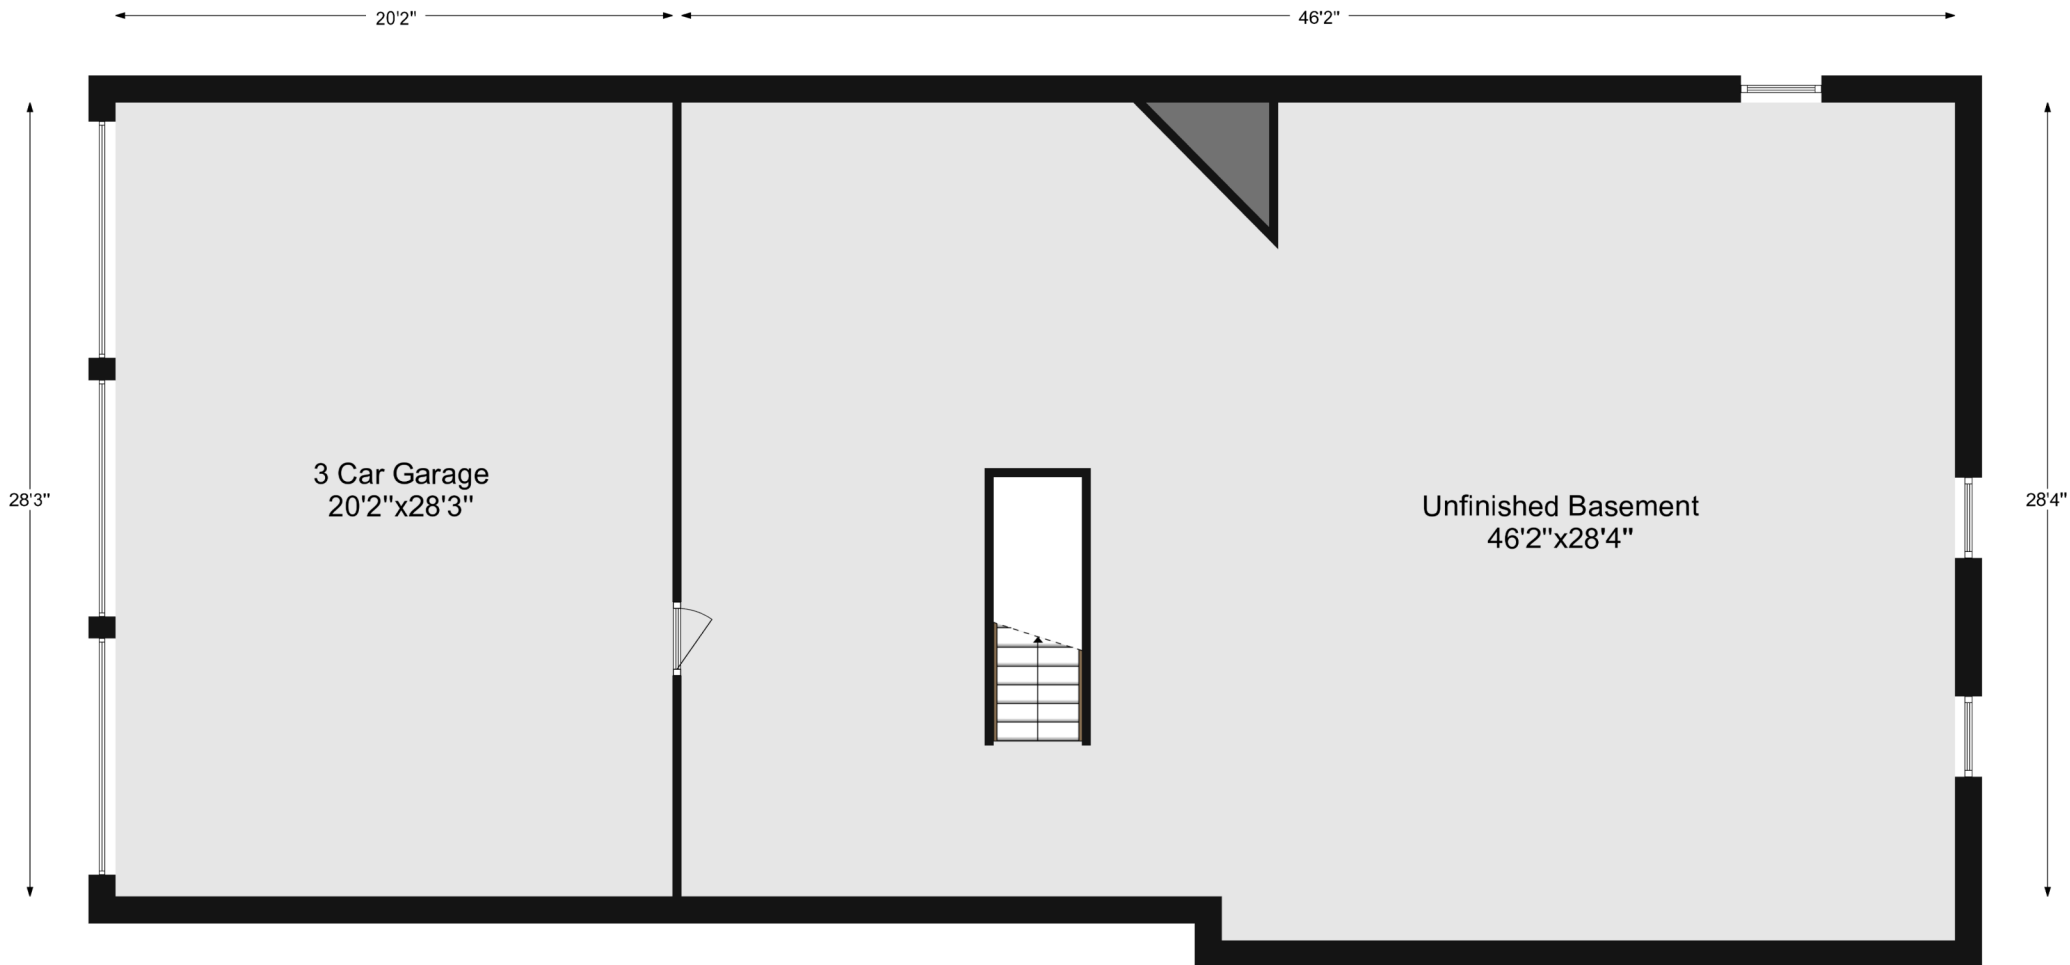 20'2"
46'2"
3 Car Garage
20'2"x28'3"
28'3"
Unfinished Basement
46'2"x28'4"
28'4"